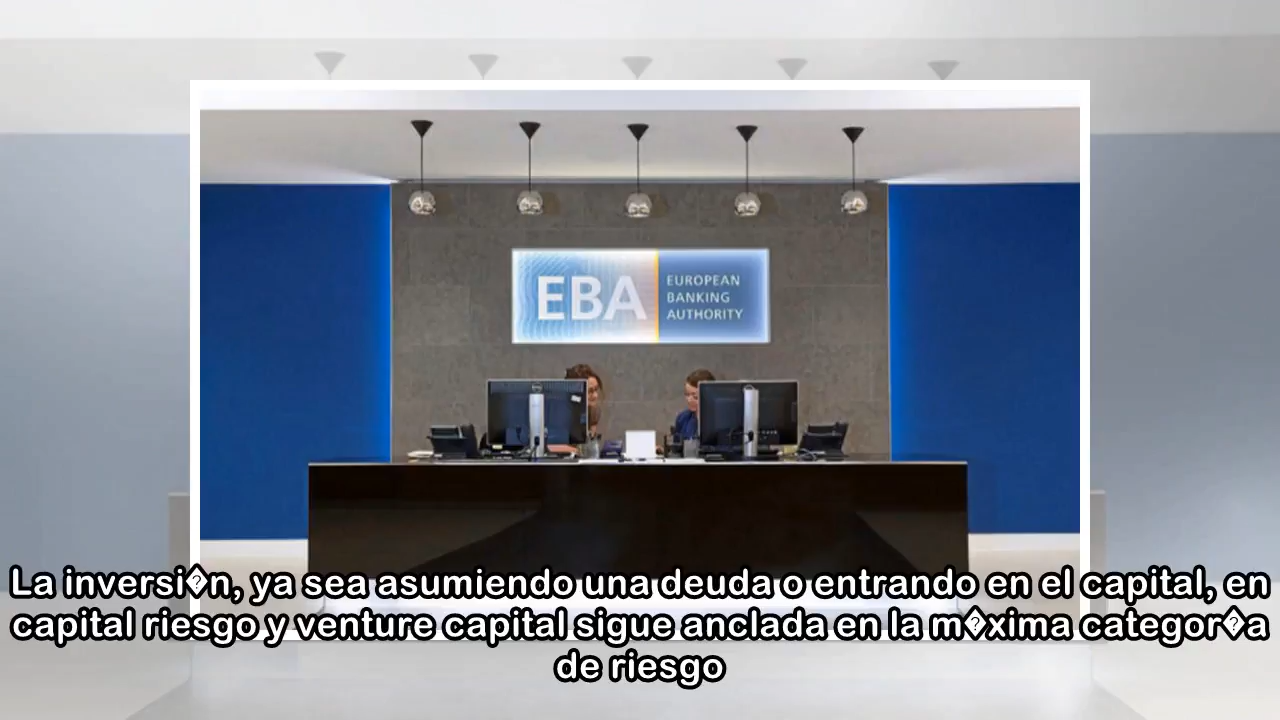 EBA
EUROPEAN
BANKING
AUTHORITY
La inversi�n, ya sea asumiendo una deuda o entrando en el capital, en
capital riesgo y venture capital sigue anclada en la m�xima categor�a
de riesgo